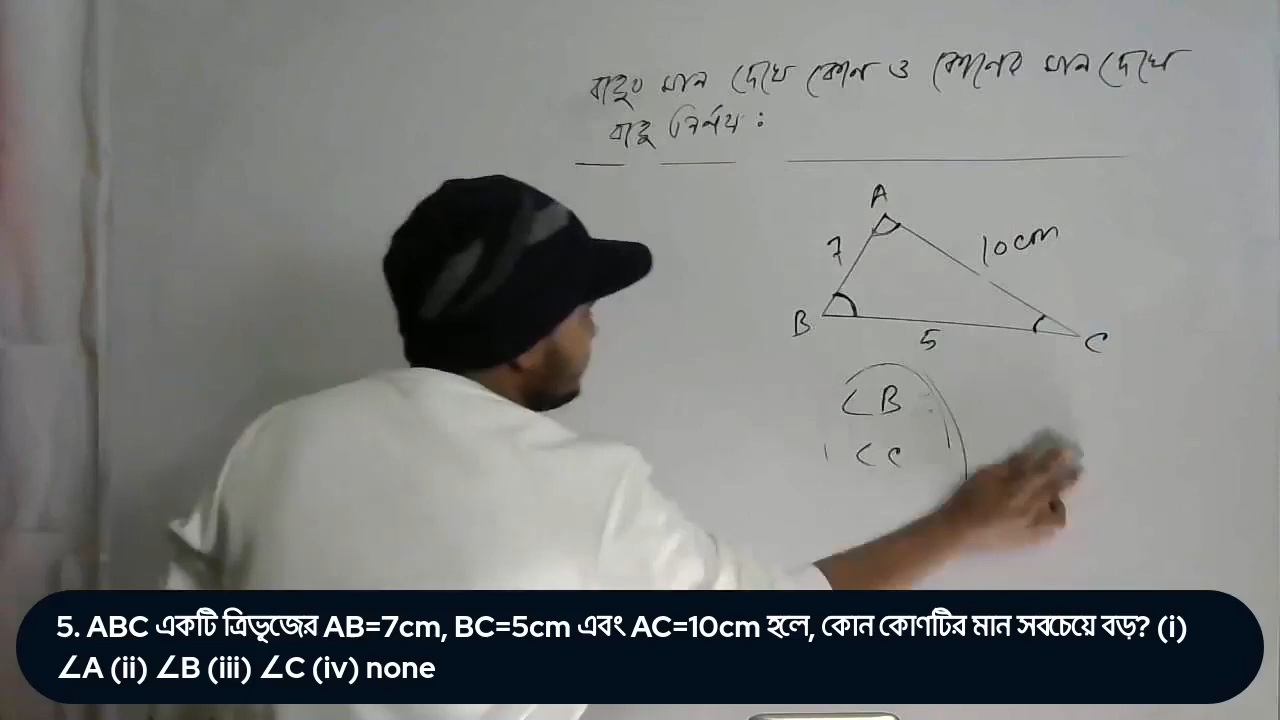 বাহুর মান দেখে কোন ও কোনের মান দেখে
বাহু নির্ণয় :
A
7
10cm
B
5
C
∠B
∠C
5. ABC একটি ত্রিভূজের AB=7cm, BC=5cm এবং AC=10cm হলে, কোন কোণটির মান সবচেয়ে বড়? (i)
∠A (ii) ∠B (iii) ∠C (iv) none